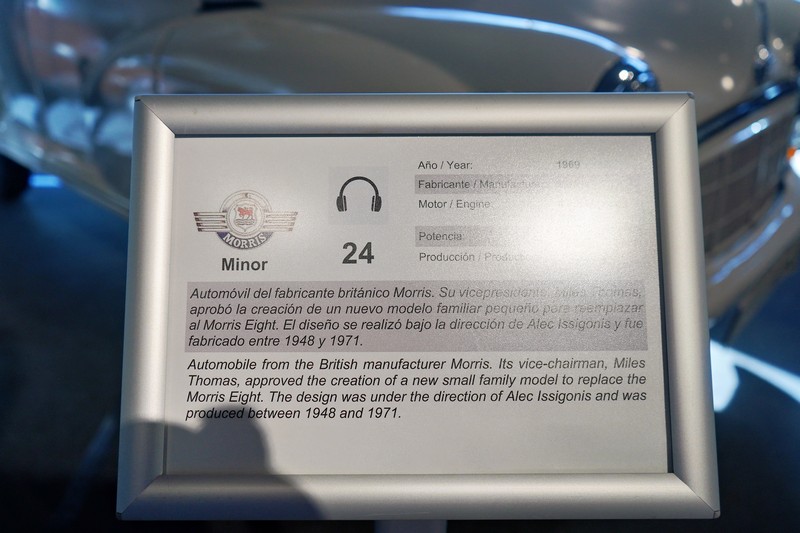 MORRIS
Minor
24
Año / Year: 1969
Fabricante / Manufacturer:
Motor / Engine:
Potencia:
Producción /
Automóvil del fabricante británico Morris. Su vicepresidente, Miles Thomas,
aprobó la creación de un nuevo modelo familiar pequeño para reemplazar
al Morris Eight. El diseño se realizó bajo la dirección de Alec Issigonis y fue
fabricado entre 1948 y 1971.
Automobile from the British manufacturer Morris. Its vice-chairman, Miles
Thomas, approved the creation of a new small family model to replace the
Morris Eight. The design was under the direction of Alec Issigonis and was
produced between 1948 and 1971.